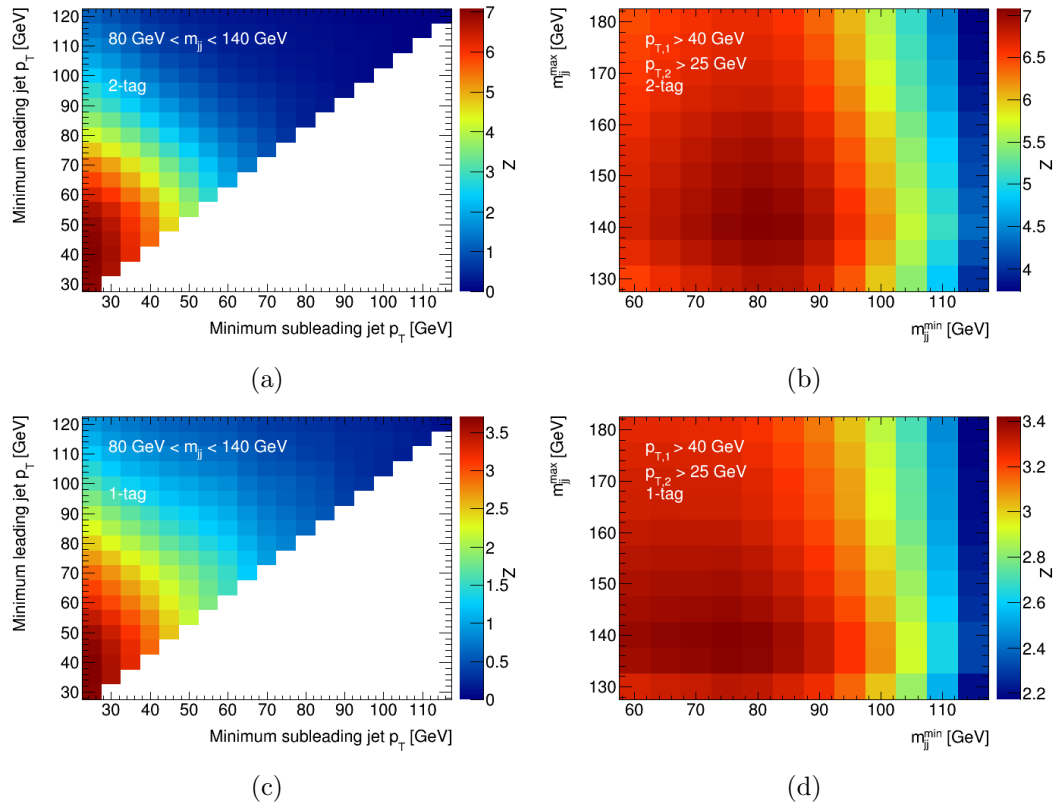 Minimum leading jet p_T [GeV]
120
110
100
90
80
70
60
50
40
30
80 GeV < m_jj < 140 GeV
2-tag
30 40 50 60 70 80 90 100 110
Minimum subleading jet p_T [GeV]
7
6
5
4
3
2
1
0
Z
(a)
m_jj^max [GeV]
180
170
160
150
140
130
p_T,1 > 40 GeV
p_T,2 > 25 GeV
2-tag
60 70 80 90 100 110
m_jj^min [GeV]
7
6.5
6
5.5
5
4.5
4
Z
(b)
Minimum leading jet p_T [GeV]
120
110
100
90
80
70
60
50
40
30
80 GeV < m_jj < 140 GeV
1-tag
30 40 50 60 70 80 90 100 110
Minimum subleading jet p_T [GeV]
3.5
3
2.5
2
1.5
1
0.5
0
Z
(c)
m_jj^max [GeV]
180
170
160
150
140
130
p_T,1 > 40 GeV
p_T,2 > 25 GeV
1-tag
60 70 80 90 100 110
m_jj^min [GeV]
3.4
3.2
3
2.8
2.6
2.4
2.2
Z
(d)